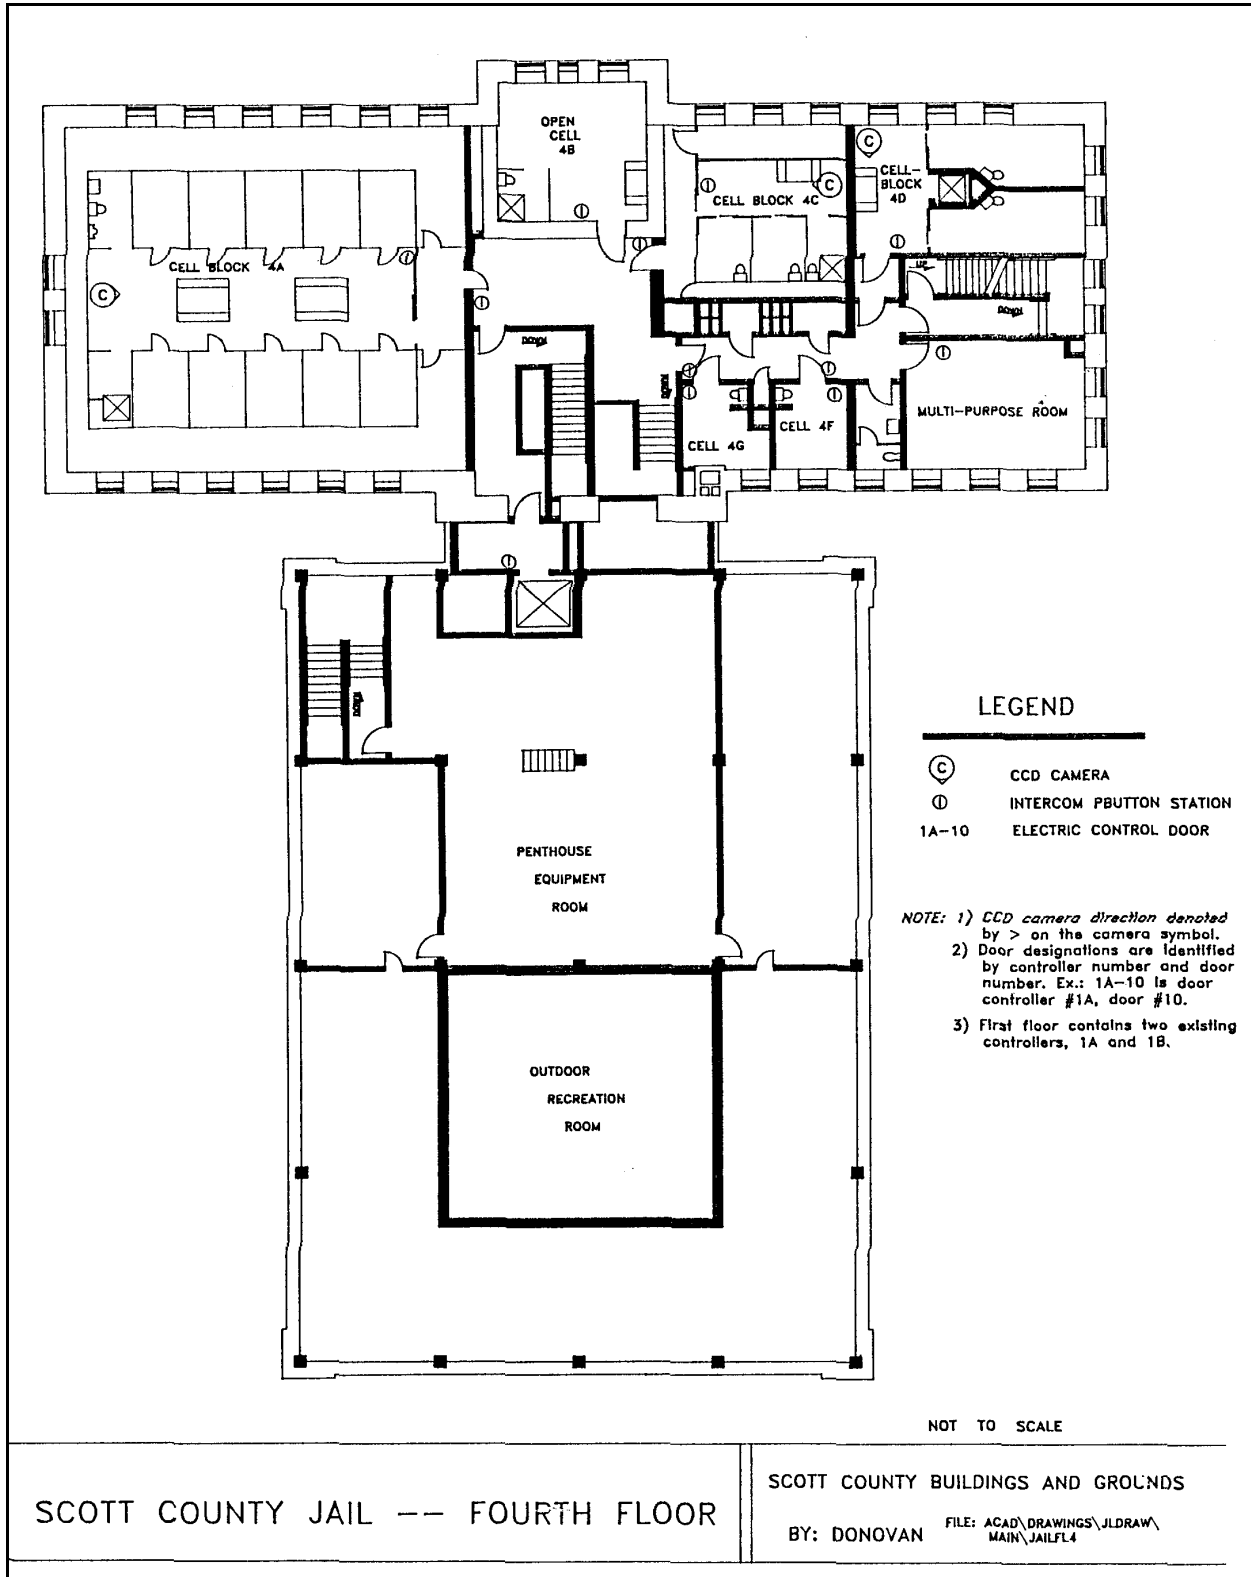 OPEN
CELL
4B
C
CELL-
BLOCK
4D
C
CELL BLOCK 4C
CELL BLOCK 4A
C
UP
DOWN
DOWN
DOWN
MULTI-PURPOSE ROOM
CELL 4G
CELL 4F
DOWN
LEGEND
C CCD CAMERA
INTERCOM PBUTTON STATION
1A-10 ELECTRIC CONTROL DOOR
PENTHOUSE
EQUIPMENT
ROOM
NOTE: 1) CCD camera direction denoted
by > on the camera symbol.
2) Door designations are identified
by controller number and door
number. Ex.: 1A-10 is door
controller #1A, door #10.
3) First floor contains two existing
controllers, 1A and 1B.
OUTDOOR
RECREATION
ROOM
NOT TO SCALE
SCOTT COUNTY JAIL -- FOURTH FLOOR
SCOTT COUNTY BUILDINGS AND GROUNDS
BY: DONOVAN FILE: ACAD\DRAWINGS\JLDRAW\
MAIN\JAILFL4